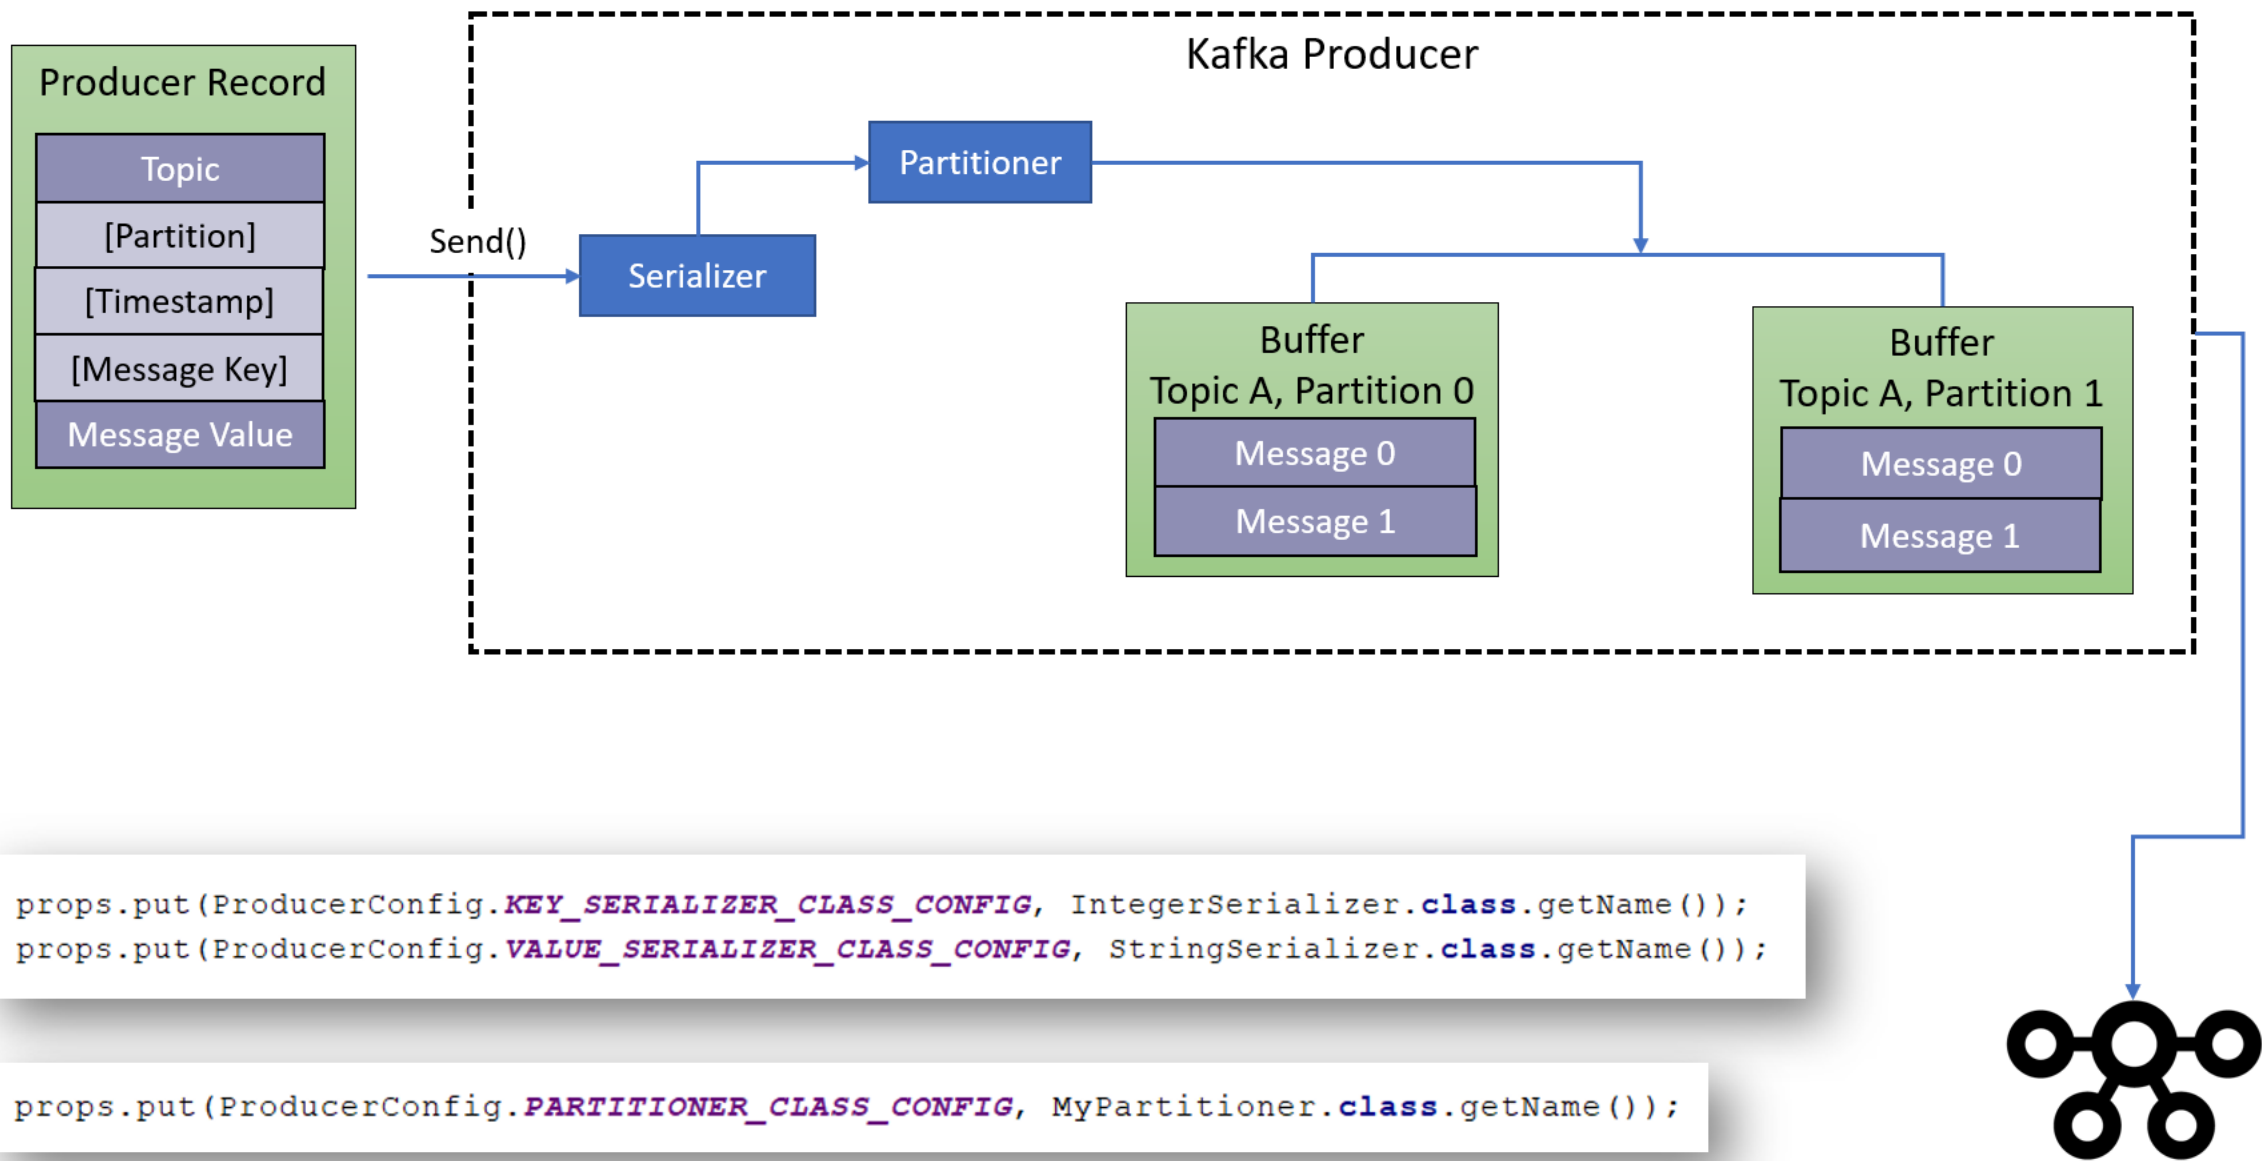 Kafka Producer
Producer Record
Topic
[Partition]
[Timestamp]
[Message Key]
Message Value
Send()
Serializer
Partitioner
Buffer
Topic A, Partition 0
Message 0
Message 1
Buffer
Topic A, Partition 1
Message 0
Message 1
props.put(ProducerConfig.KEY_SERIALIZER_CLASS_CONFIG, IntegerSerializer.class.getName());
props.put(ProducerConfig.VALUE_SERIALIZER_CLASS_CONFIG, StringSerializer.class.getName());
props.put(ProducerConfig.PARTITIONER_CLASS_CONFIG, MyPartitioner.class.getName());